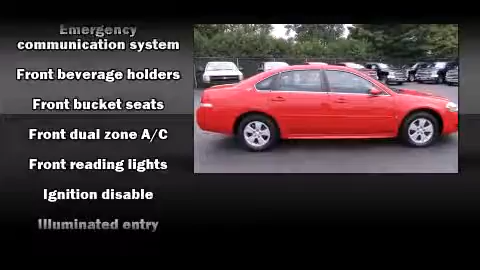 Emergency
communication system
Front beverage holders
Front bucket seats
Front dual zone A/C
Front reading lights
Ignition disable
Illuminated entry